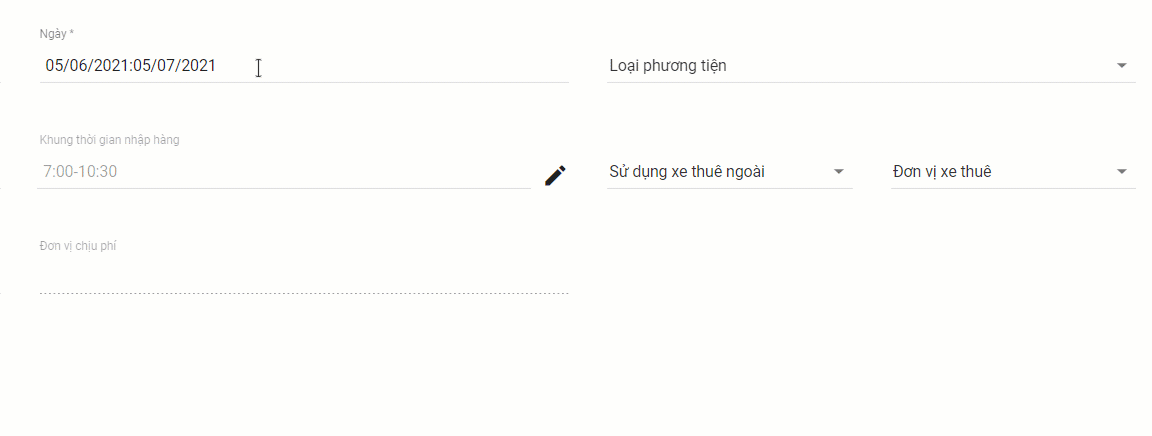 Ngày *
05/06/2021:05/07/2021
Loại phương tiện
Khung thời gian nhập hàng
7:00-10:30
Sử dụng xe thuê ngoài
Đơn vị xe thuê
Đơn vị chịu phí